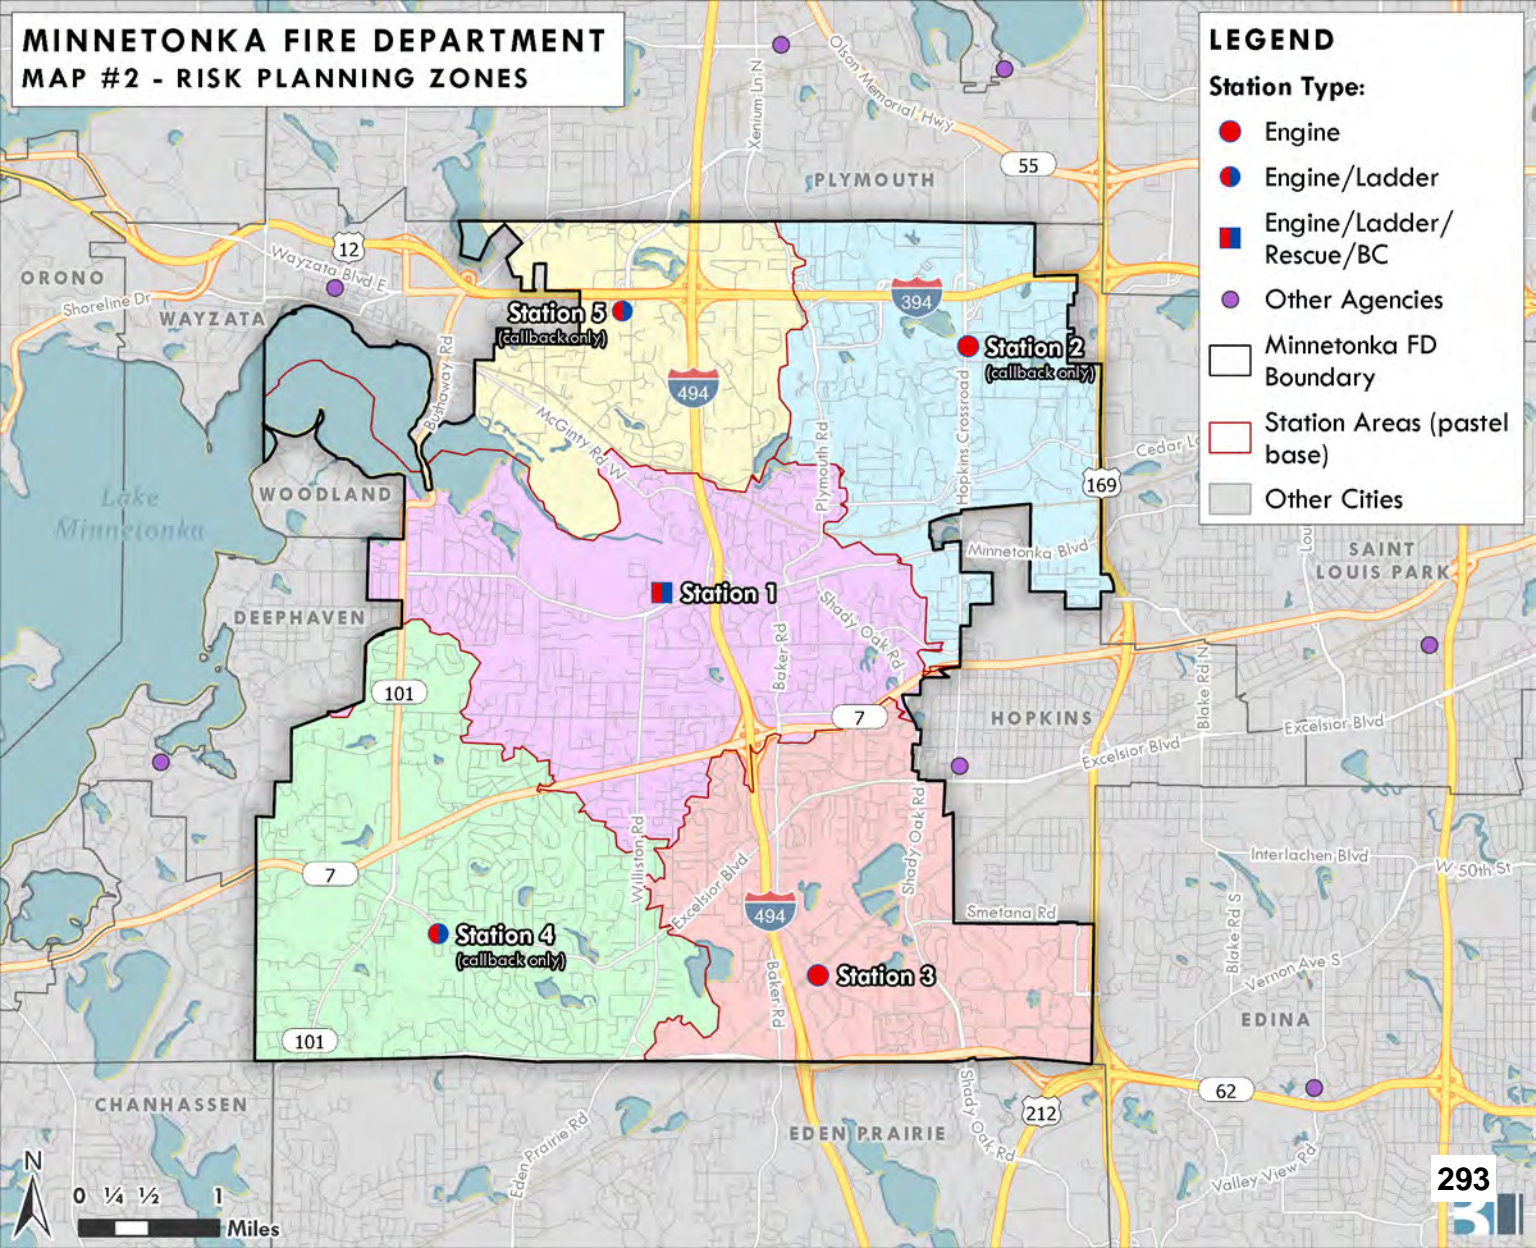 MINNETONKA FIRE DEPARTMENT
MAP #2 - RISK PLANNING ZONES
LEGEND
Station Type:
Engine
Engine/Ladder
Engine/Ladder/
Rescue/BC
Other Agencies
Minnetonka FD
Boundary
Station Areas (pastel
base)
Other Cities
Xenium Ln N
Olson Memorial Hwy
55
PLYMOUTH
12
Wayzata Blvd E
ORONO
Shoreline Dr
WAYZATA
Bushaway Rd
Station 5
(callback only)
394
Station 2
(callback only)
494
McGinty Rd W
Plymouth Rd
Hopkins Crossroad
Cedar L
169
Lake
Minnetonka
WOODLAND
Minnetonka Blvd
Lou
SAINT
LOUIS PARK
Station 1
Shady Oak Rd
DEEPHAVEN
Baker Rd
101
7
HOPKINS
Blake Rd N
Excelsior Blvd
Excelsior Blvd
Shady Oak Rd
Williston Rd
Interlachen Blvd
W 50th St
7
Excelsior Blvd
494
Smetana Rd
Blake Rd S
Station 4
(callback only)
Vernon Ave S
Station 3
Baker Rd
EDINA
101
CHANHASSEN
62
212
Shady Oak Rd
EDEN PRAIRIE
Eden Prairie Rd
Valley View Rd
N
0 ¼ ½ 1
Miles
293